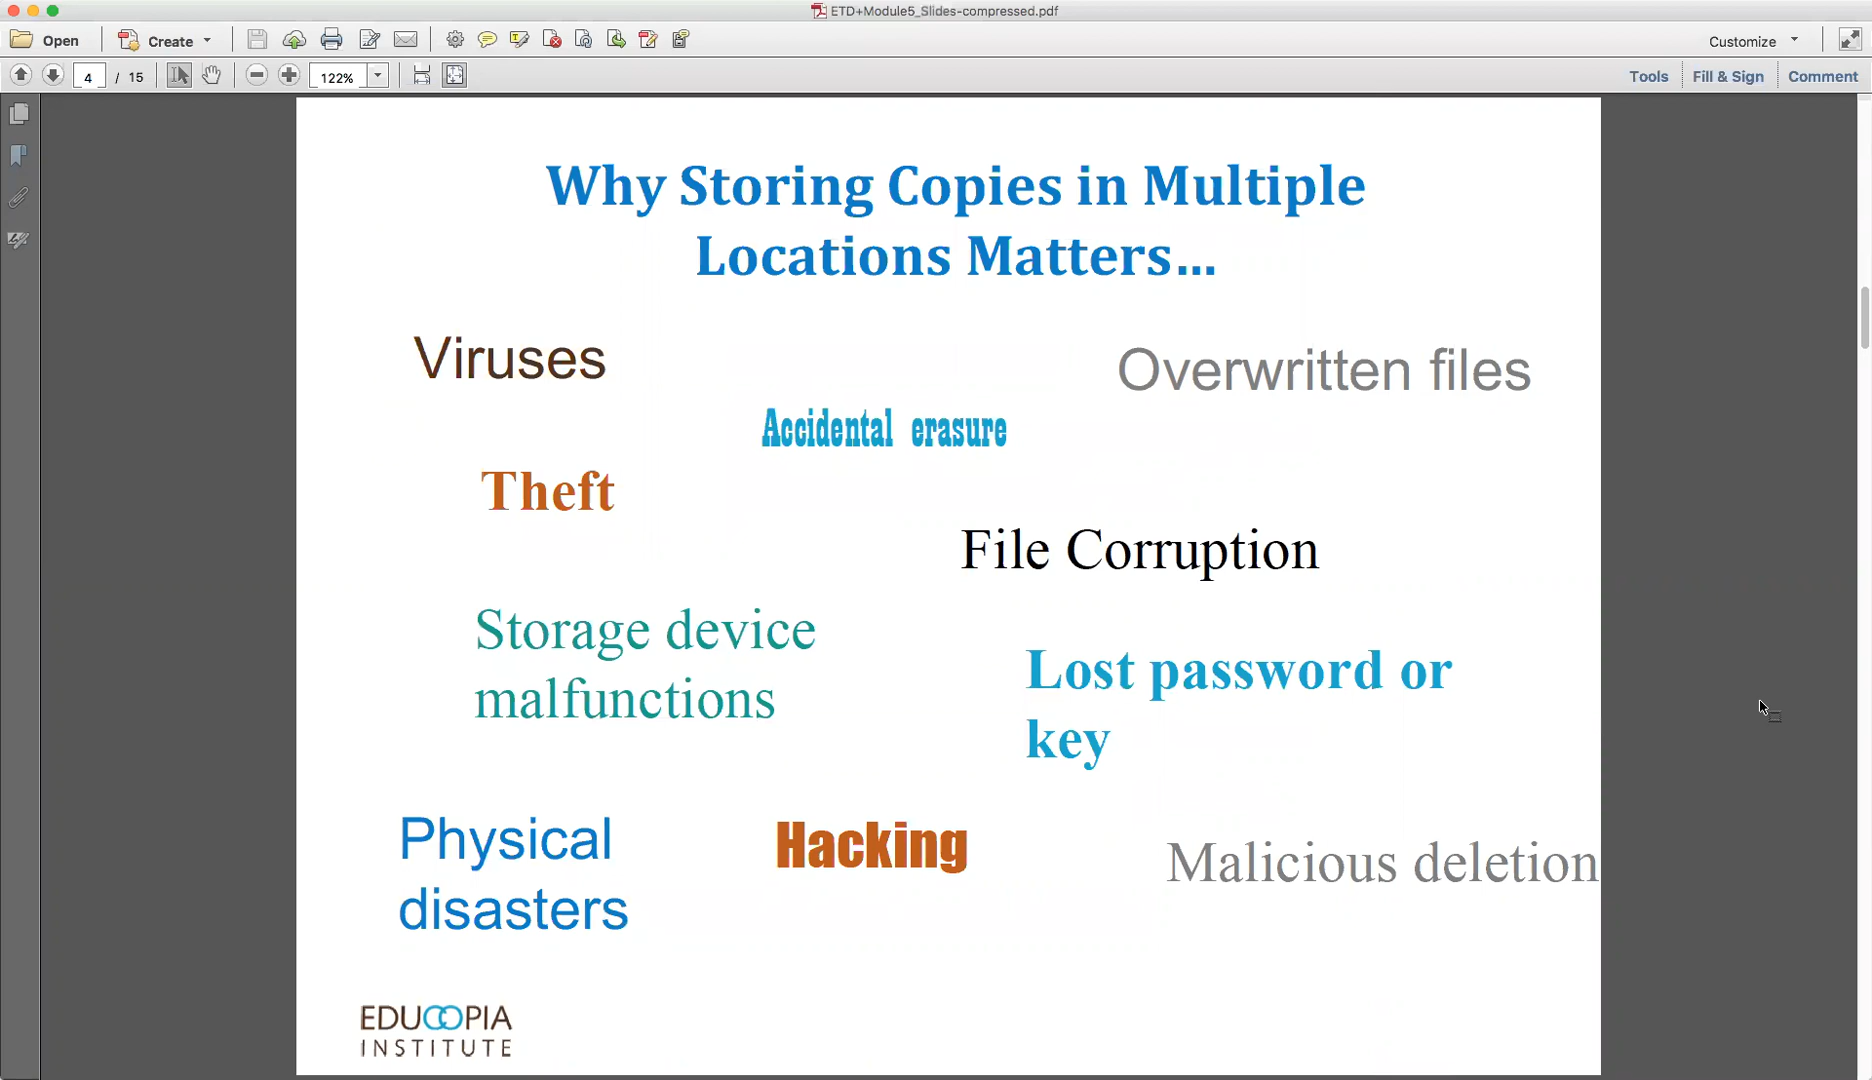 ETD+Module5_Slides-compressed.pdf
Open
Create
Customize
4 / 15
122%
Tools
Fill & Sign
Comment
Why Storing Copies in Multiple
Locations Matters...
Viruses
Overwritten files
Accidental erasure
Theft
File Corruption
Storage device
malfunctions
Lost password or
key
Physical
disasters
Hacking
Malicious deletion
EDUCOPIA
INSTITUTE